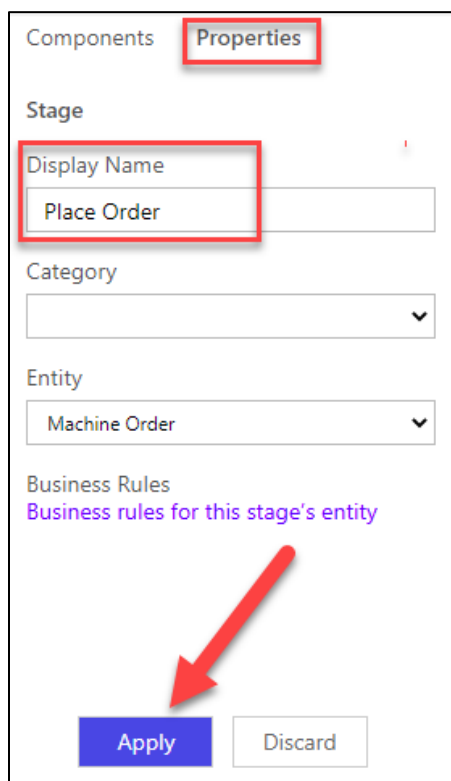 Components Properties
Stage
Display Name
Place Order
Category
Entity
Machine Order
Business Rules
Business rules for this stage's entity
Apply Discard